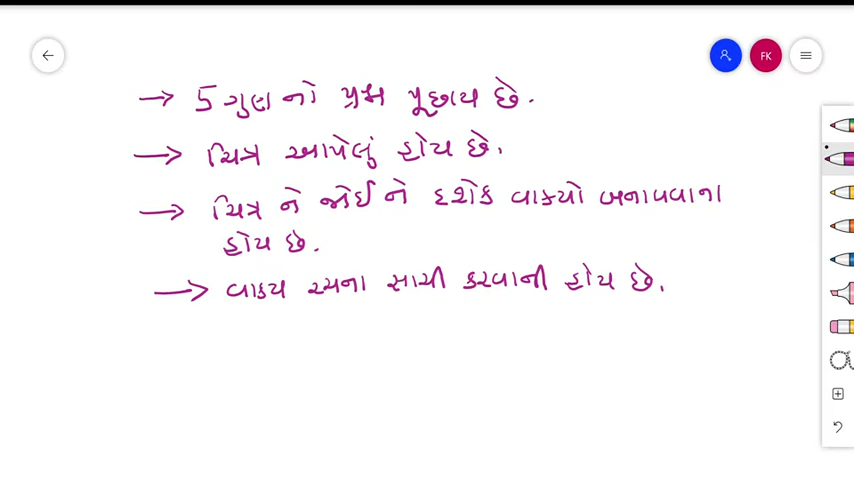 FK
→ 5 ગુણ નો પ્રશ્ન પૂછાય છે.
→ ચિત્ર આપેલું હોય છે.
→ ચિત્ર ને જોઈ ને દશેક વાક્યો બનાવવાના
હોય છે.
→ વાક્ય રચના સાચી કરવાની હોય છે.